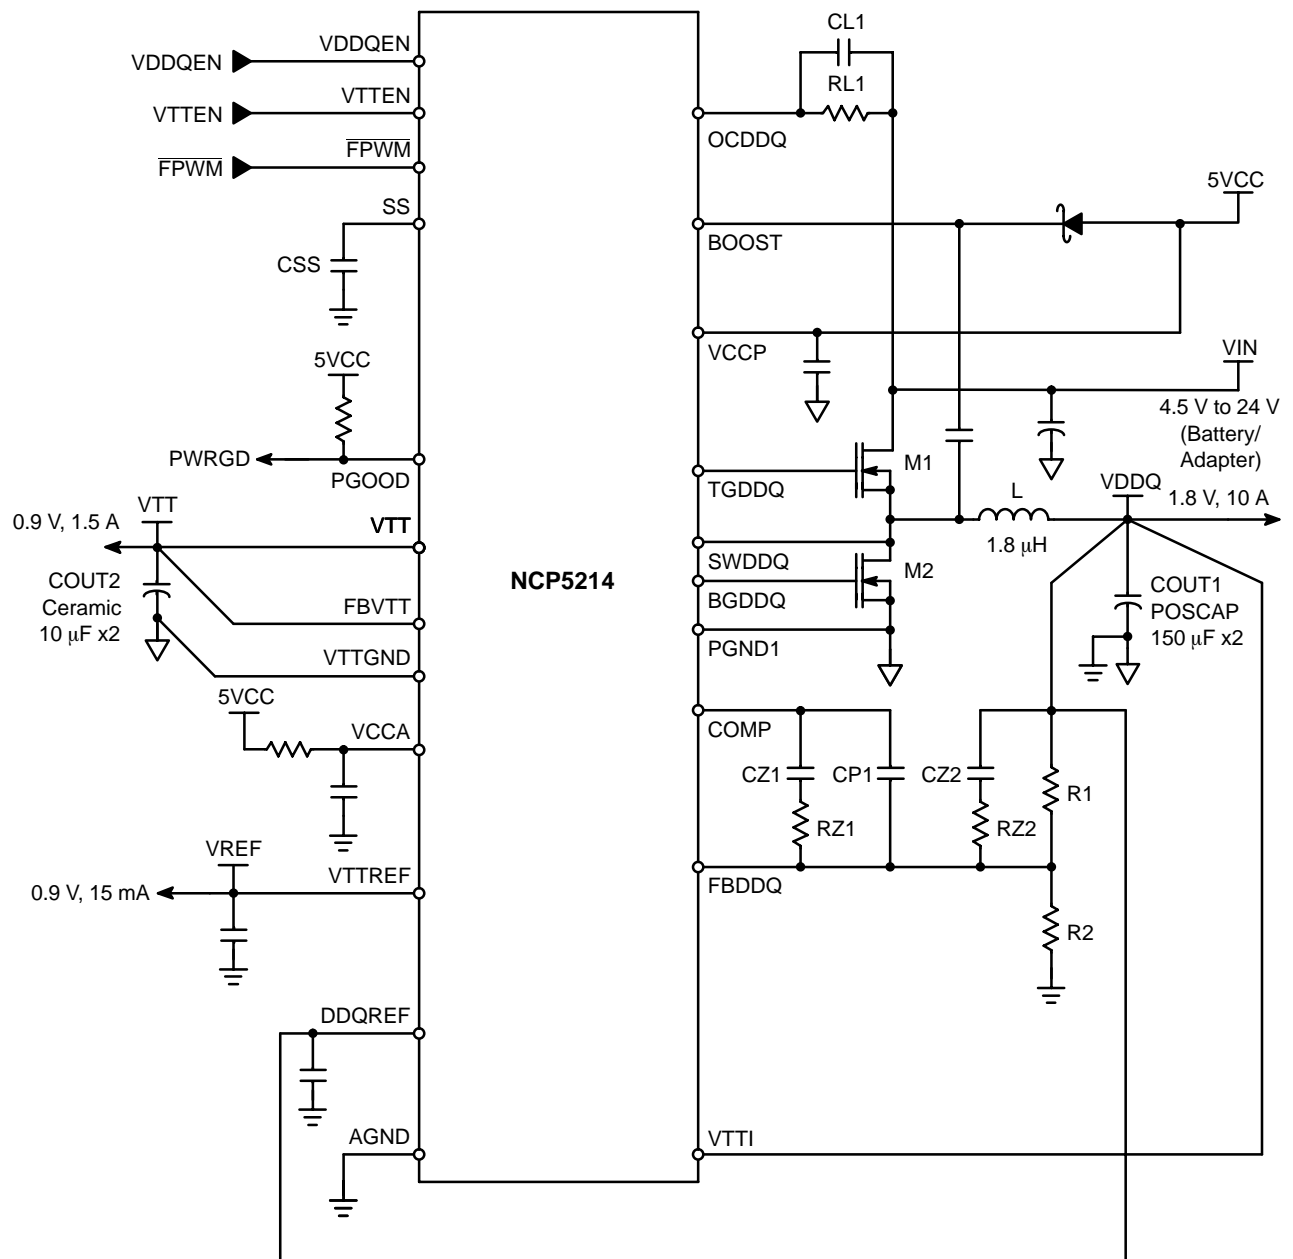 CL1
RL1
VDDQEN
VDDQEN
VTTEN
VTTEN
FPWM
FPWM
SS
CSS
5VCC
PWRGD
PGOOD
VTT
0.9 V, 1.5 A
VTT
COUT2
Ceramic
10 μF x2
FBVTT
VTTGND
5VCC
VCCA
VREF
VTTREF
0.9 V, 15 mA
DDQREF
AGND
NCP5214
OCDDQ
BOOST
5VCC
VCCP
VIN
4.5 V to 24 V
(Battery/
Adapter)
M1
TGDDQ
L
1.8 μH
VDDQ
1.8 V, 10 A
SWDDQ
M2
BGDDQ
PGND1
COUT1
POSCAP
150 μF x2
COMP
CZ1
CP1
CZ2
R1
RZ1
RZ2
FBDDQ
R2
VTTI